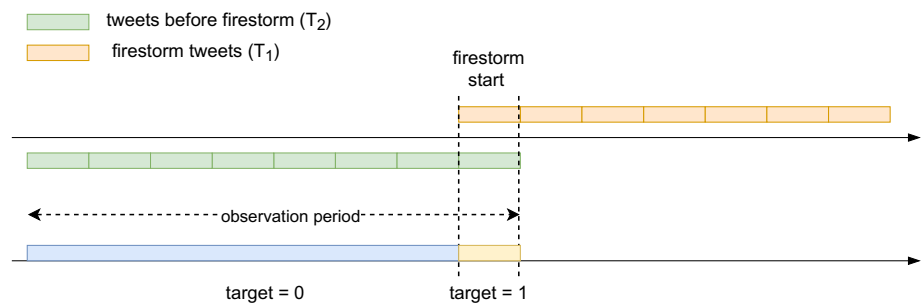 tweets before firestorm (T2)
firestorm tweets (T1)
firestorm
start
observation period
target = 0
target = 1